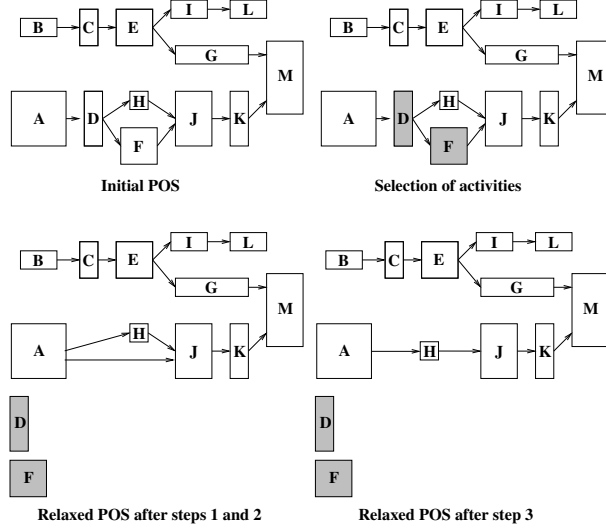 I L I L
B C E B C E
G G
M M
H H
A D J K A D J K
F F
Initial POS Selection of activities
I L I L
B C E B C E
G G
M M
H
A J K A H J K
D D
F F
Relaxed POS after steps 1 and 2 Relaxed POS after step 3